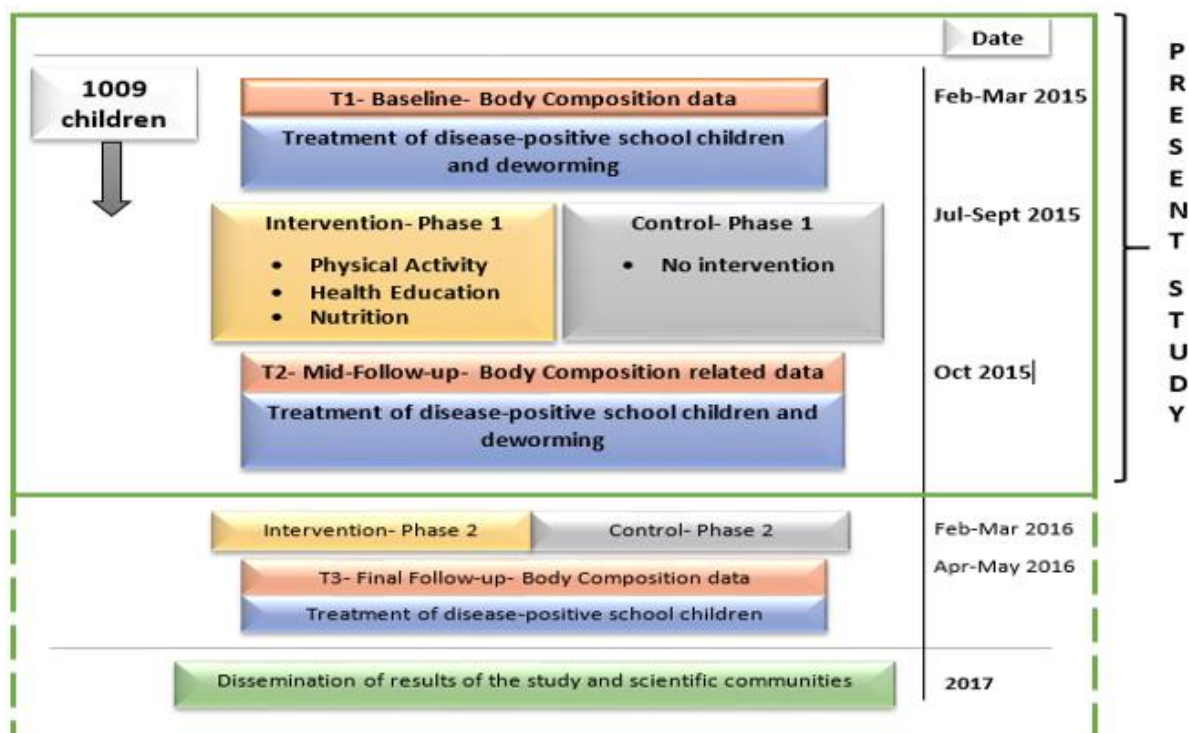 Date
1009
children
T1- Baseline- Body Composition data
Feb-Mar 2015
Treatment of disease-positive school children
and deworming
Intervention- Phase 1
• Physical Activity
• Health Education
• Nutrition
Control- Phase 1
• No intervention
Jul-Sept 2015
T2- Mid-Follow-up- Body Composition related data
Oct 2015
Treatment of disease-positive school children and
deworming
PRESENT STUDY
Intervention- Phase 2
Control- Phase 2
Feb-Mar 2016
T3- Final Follow-up- Body Composition data
Apr-May 2016
Treatment of disease-positive school children
Dissemination of results of the study and scientific communities
2017